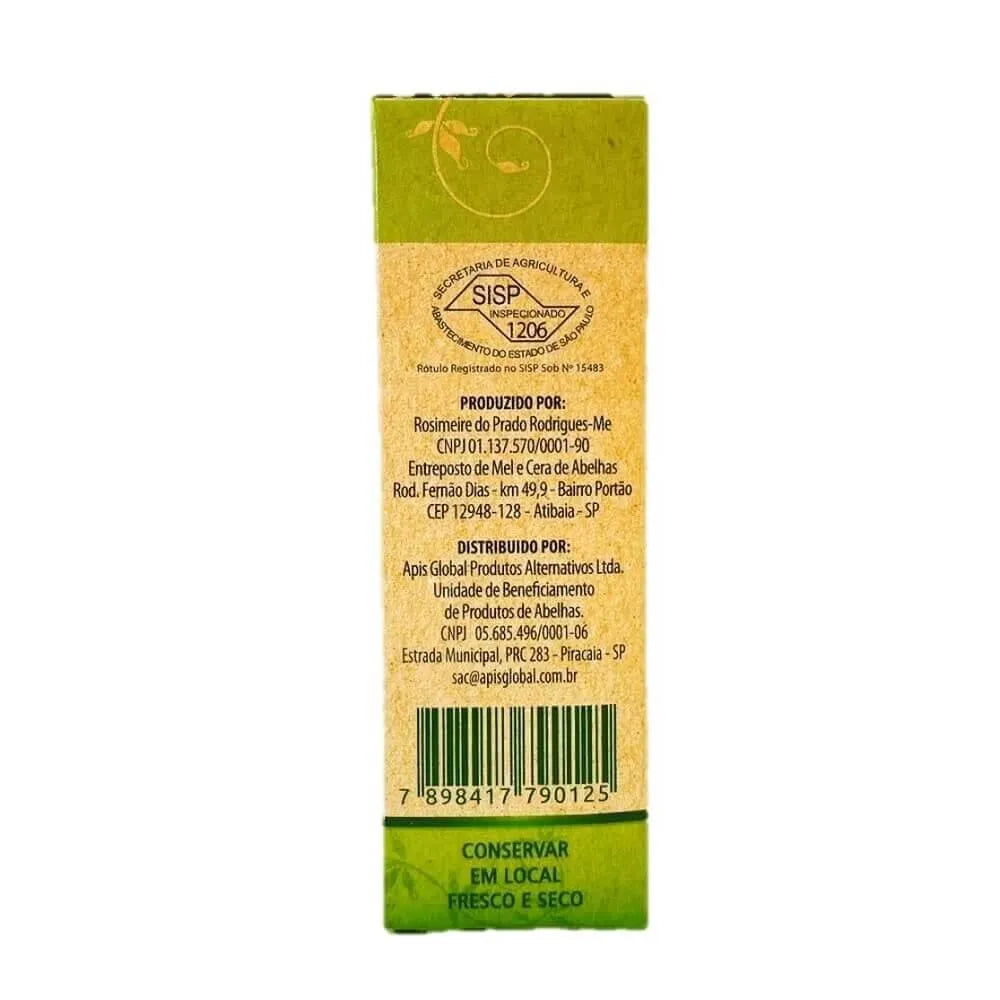 SECRETARIA DE AGRICULTURA E
ABASTECIMENTO DO ESTADO DE SÃO PAULO
SISP
INSPECIONADO
1206
Rótulo Registrado no SISP Sob Nº 15483
PRODUZIDO POR:
Rosimeire do Prado Rodrigues-Me
CNPJ 01.137.570/0001-90
Entreposto de Mel e Cera de Abelhas
Rod. Fernão Dias - km 49,9 - Bairro Portão
CEP 12948-128 - Atibaia - SP
DISTRIBUIDO POR:
Apis Global Produtos Alternativos Ltda.
Unidade de Beneficiamento
de Produtos de Abelhas.
CNPJ 05.685.496/0001-06
Estrada Municipal, PRC 283 - Piracaia - SP
sac@apisglobal.com.br
7 898417 790125
CONSERVAR
EM LOCAL
FRESCO E SECO